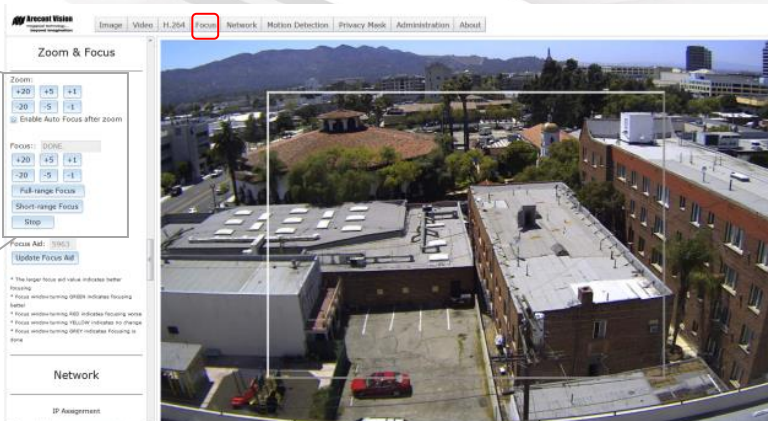 Arecont Vision
Image Video H.264 Focus Network Motion Detection Privacy Mask Administration About
Zoom & Focus
Zoom:
+20 +5 +1
-20 -5 -1
Enable Auto Focus after zoom
Focus:: DONE
+20 +5 +1
-20 -5 -1
Full-range Focus
Short-range Focus
Stop
Focus Aid: 5963
Update Focus Aid
* The larger focus aid value indicates better
focusing
* Focus window turning GREEN indicates focusing
better
* Focus window turning RED indicates focusing worse
* Focus window turning YELLOW indicates no change
* Focus window turning GREY indicates focusing is
done
Network
IP Assignment